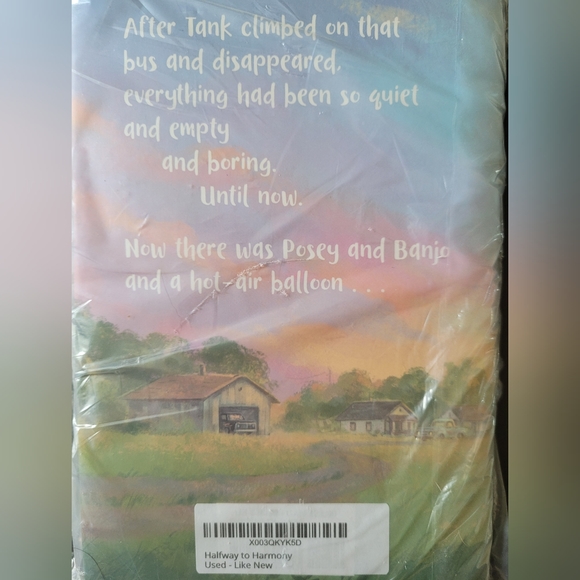 After Tank climbed on that
bus and disappeared,
everything had been so quiet
and empty
and boring.
Until now.
Now there was Posey and Banjo
and a hot-air balloon . . .
X003QKYK5D
Halfway to Harmony
Used - Like New